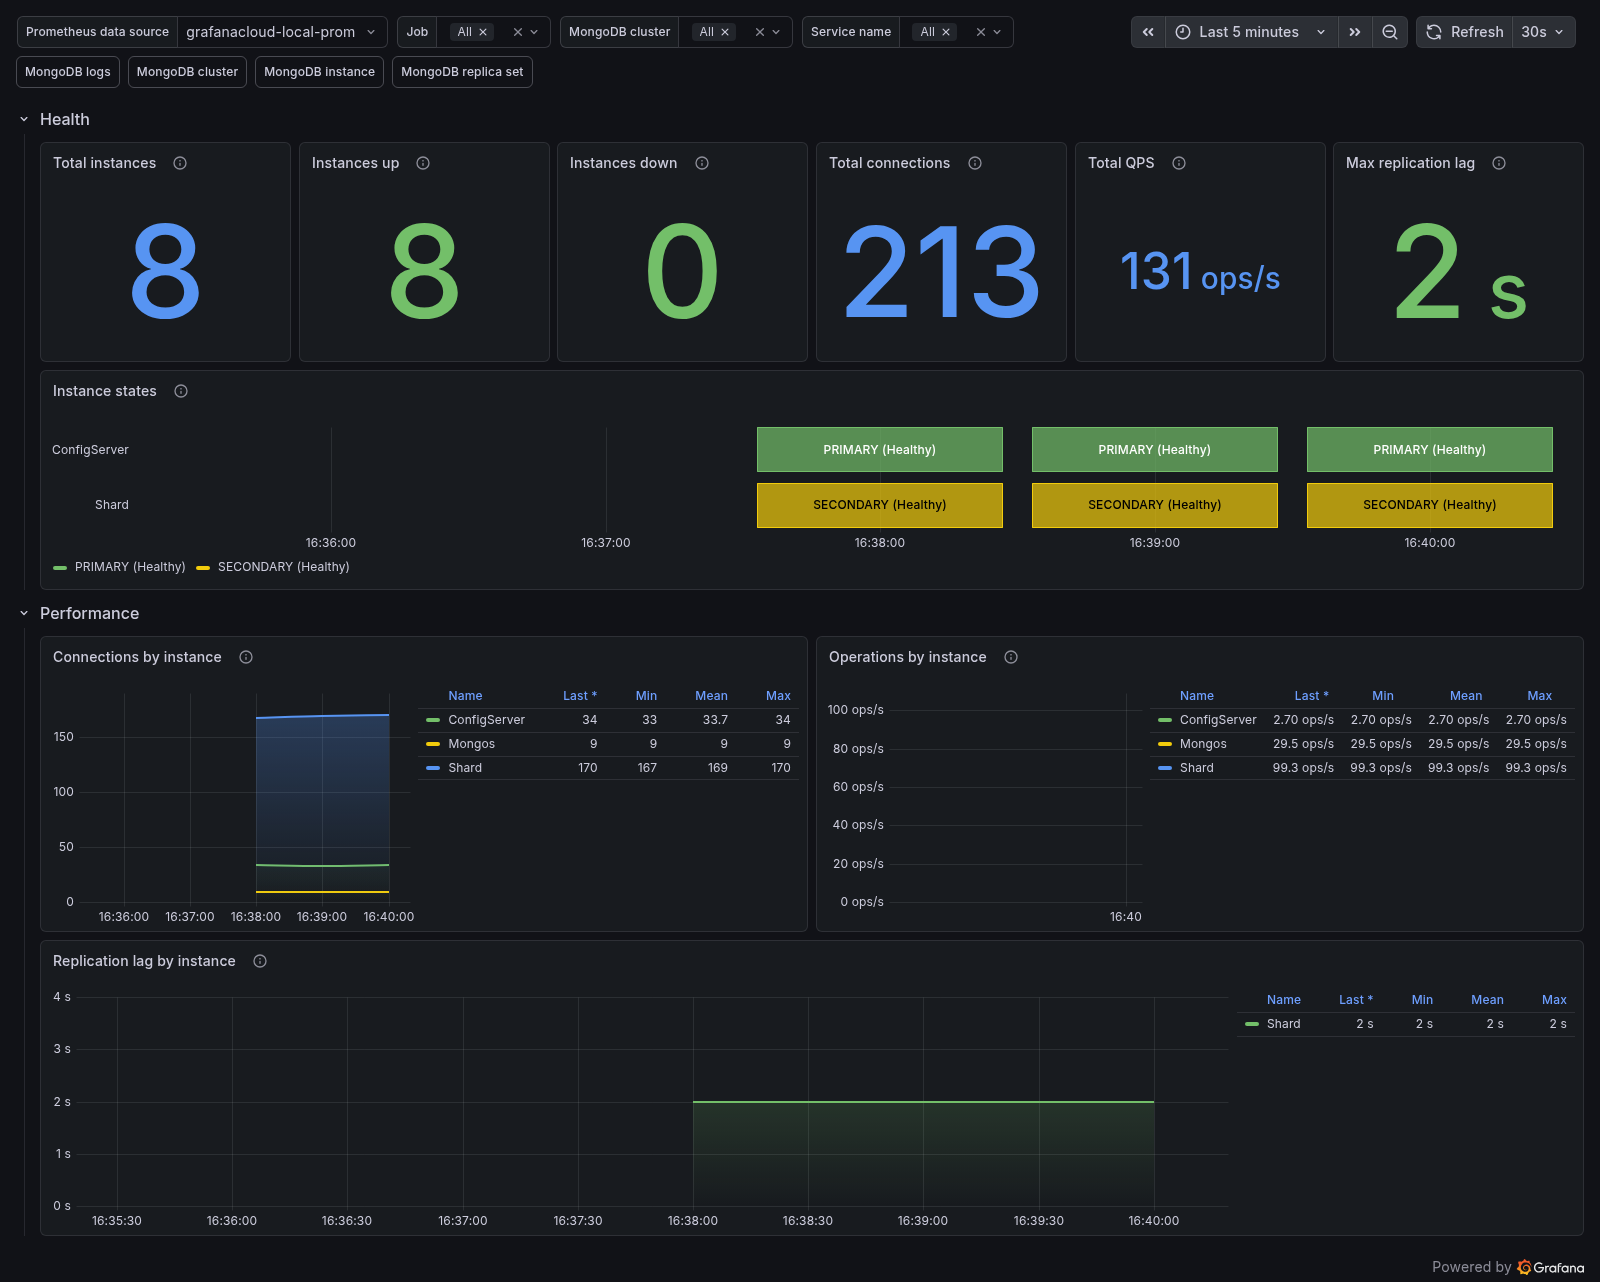 Prometheus data source grafanacloud-local-prom Job All MongoDB cluster All Service name All Last 5 minutes Refresh 30s
MongoDB logs MongoDB cluster MongoDB instance MongoDB replica set
Health
Total instances
8
Instances up
8
Instances down
0
Total connections
213
Total QPS
131 ops/s
Max replication lag
2 s
Instance states
ConfigServer PRIMARY (Healthy) PRIMARY (Healthy) PRIMARY (Healthy)
Shard SECONDARY (Healthy) SECONDARY (Healthy) SECONDARY (Healthy)
16:36:00 16:37:00 16:38:00 16:39:00 16:40:00
PRIMARY (Healthy) SECONDARY (Healthy)
Performance
Connections by instance
150
100
50
0
16:36:00 16:37:00 16:38:00 16:39:00 16:40:00
Name Last * Min Mean Max
ConfigServer 34 33 33.7 34
Mongos 9 9 9 9
Shard 170 167 169 170
Operations by instance
100 ops/s
80 ops/s
60 ops/s
40 ops/s
20 ops/s
0 ops/s
16:40
Name Last * Min Mean Max
ConfigServer 2.70 ops/s 2.70 ops/s 2.70 ops/s 2.70 ops/s
Mongos 29.5 ops/s 29.5 ops/s 29.5 ops/s 29.5 ops/s
Shard 99.3 ops/s 99.3 ops/s 99.3 ops/s 99.3 ops/s
Replication lag by instance
4 s
3 s
2 s
1 s
0 s
16:35:30 16:36:00 16:36:30 16:37:00 16:37:30 16:38:00 16:38:30 16:39:00 16:39:30 16:40:00
Name Last * Min Mean Max
Shard 2 s 2 s 2 s 2 s
Powered by Grafana